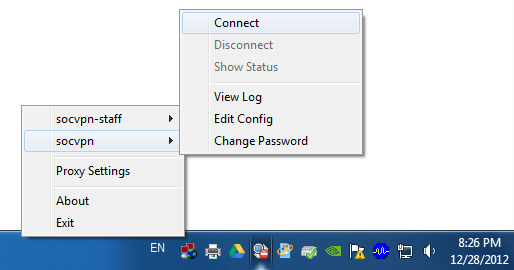 Connect
Disconnect
Show Status
View Log
Edit Config
Change Password
socvpn-staff
socvpn
Proxy Settings
About
Exit
EN
8:26 PM
12/28/2012